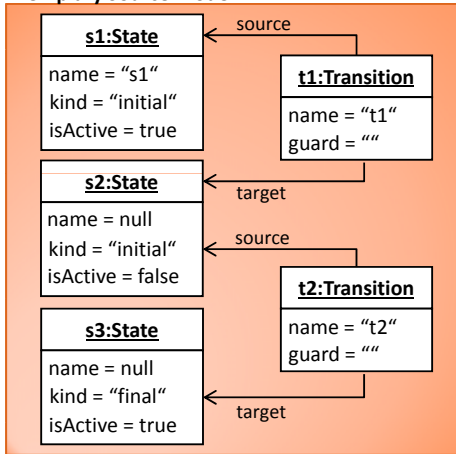 s1:State
name = “s1“
kind = “initial“
isActive = true
source
t1:Transition
name = “t1“
guard = ““
target
s2:State
name = null
kind = “initial“
isActive = false
source
t2:Transition
name = “t2“
guard = ““
target
s3:State
name = null
kind = “final“
isActive = true